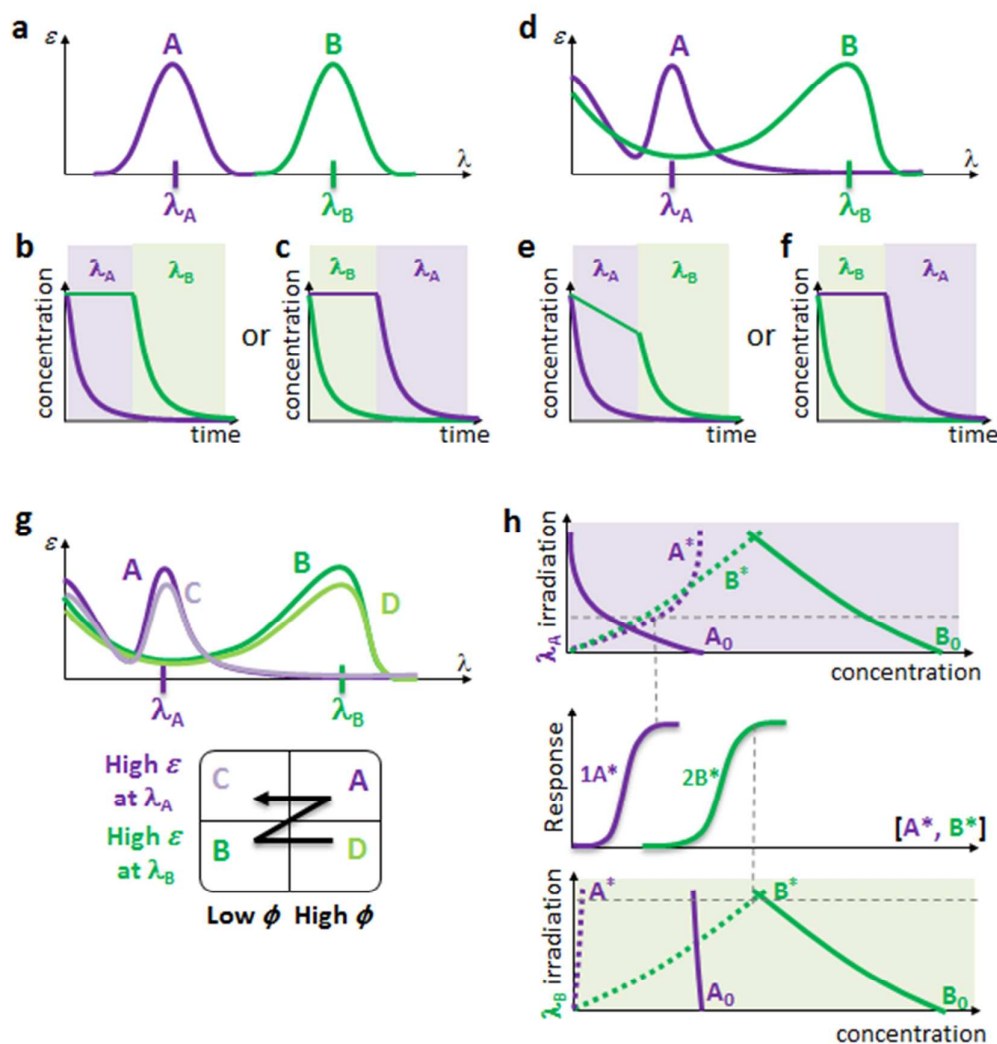 a
ε
A
B
λ
λA
λB
d
ε
A
B
λ
λA
λB
b
concentration
λA
λB
time
or
c
concentration
λB
λA
time
e
concentration
λA
λB
time
or
f
concentration
λB
λA
time
g
ε
A
C
B
D
λ
λA
λB
High ε
at λA
High ε
at λB
C
A
B
D
Low ϕ High ϕ
h
λA irradiation
A*
B*
A0
B0
concentration
Response
1A*
2B*
[A*, B*]
λB irradiation
A*
B*
A0
B0
concentration